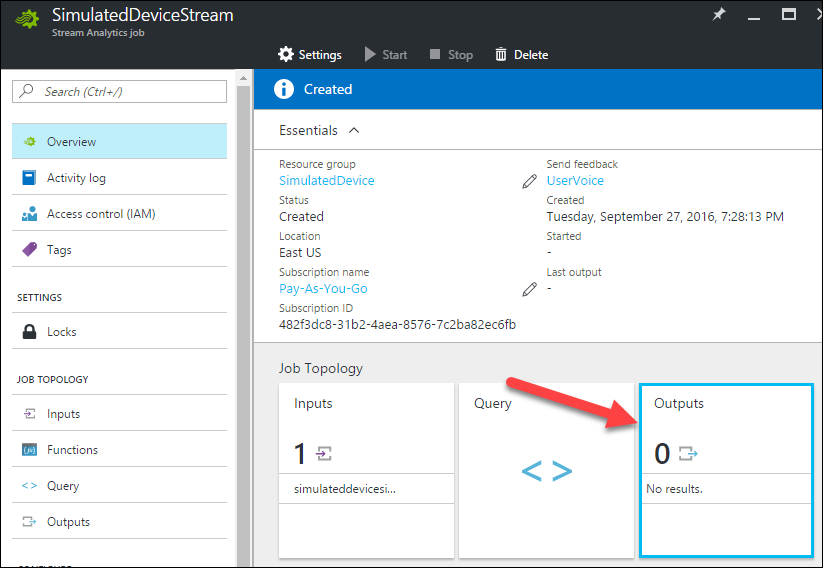 SimulatedDeviceStream
Stream Analytics job
Settings
Start
Stop
Delete
Search (Ctrl+/)
Overview
Activity log
Access control (IAM)
Tags
SETTINGS
Locks
JOB TOPOLOGY
Inputs
Functions
Query
Outputs
Created
Essentials
Resource group
SimulatedDevice
Status
Created
Location
East US
Subscription name
Pay-As-You-Go
Subscription ID
482f3dc8-31b2-4aea-8576-7c2ba82ec6fb
Send feedback
UserVoice
Created
Tuesday, September 27, 2016, 7:28:13 PM
Started
-
Last output
-
Job Topology
Inputs
1
simulateddevicesi...
Query
< >
Outputs
0
No results.